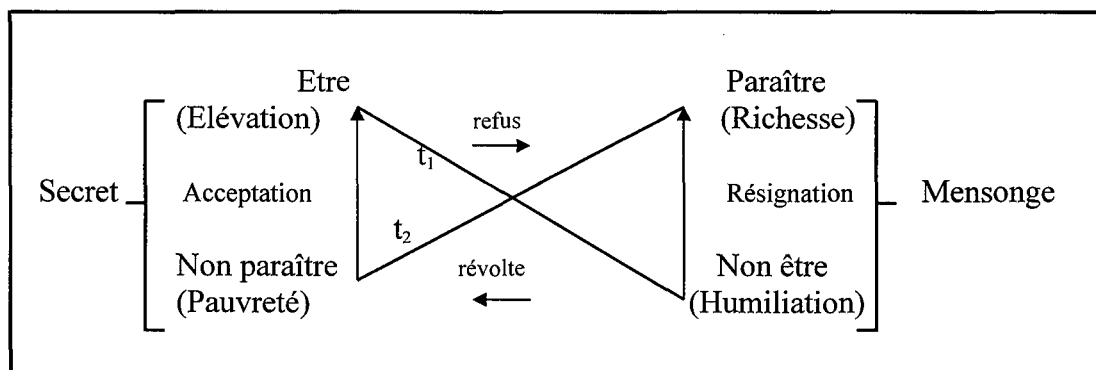 Etre
(Elévation)
Paraître
(Richesse)
refus
t1
Secret
Acceptation
Résignation
Mensonge
t2
Non paraître
(Pauvreté)
révolte
Non être
(Humiliation)